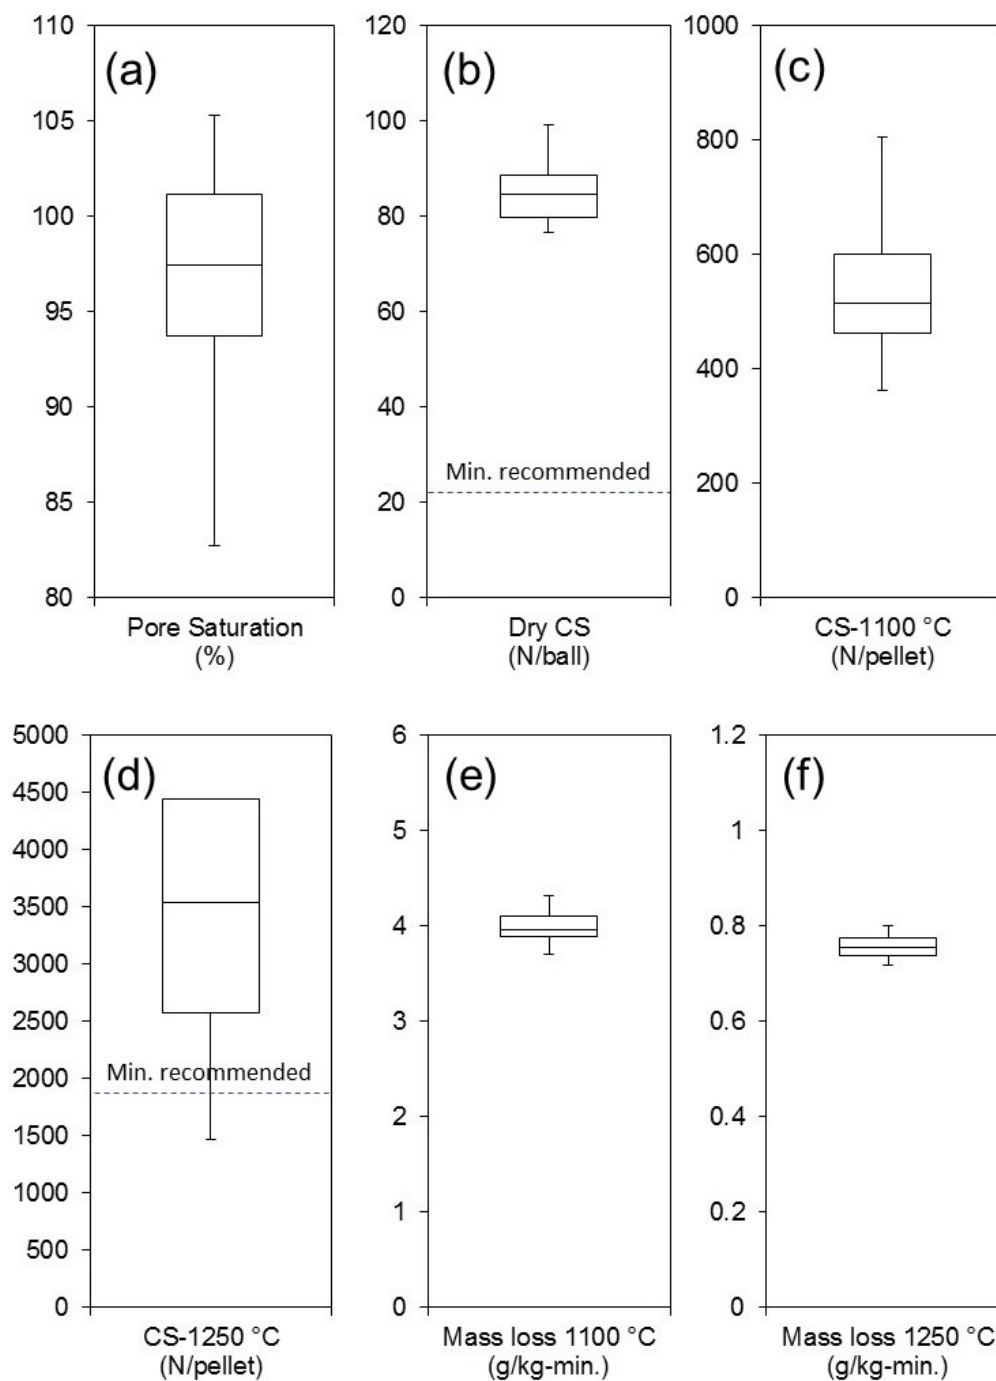 (a)
110
105
100
95
90
85
80
Pore Saturation
(%)
(b)
120
100
80
60
40
20
0
Min. recommended
Dry CS
(N/ball)
(c)
1000
800
600
400
200
0
CS-1100 °C
(N/pellet)
(d)
5000
4500
4000
3500
3000
2500
2000
1500
1000
500
0
Min. recommended
CS-1250 °C
(N/pellet)
(e)
6
5
4
3
2
1
0
Mass loss 1100 °C
(g/kg-min.)
(f)
1.2
1
0.8
0.6
0.4
0.2
0
Mass loss 1250 °C
(g/kg-min.)